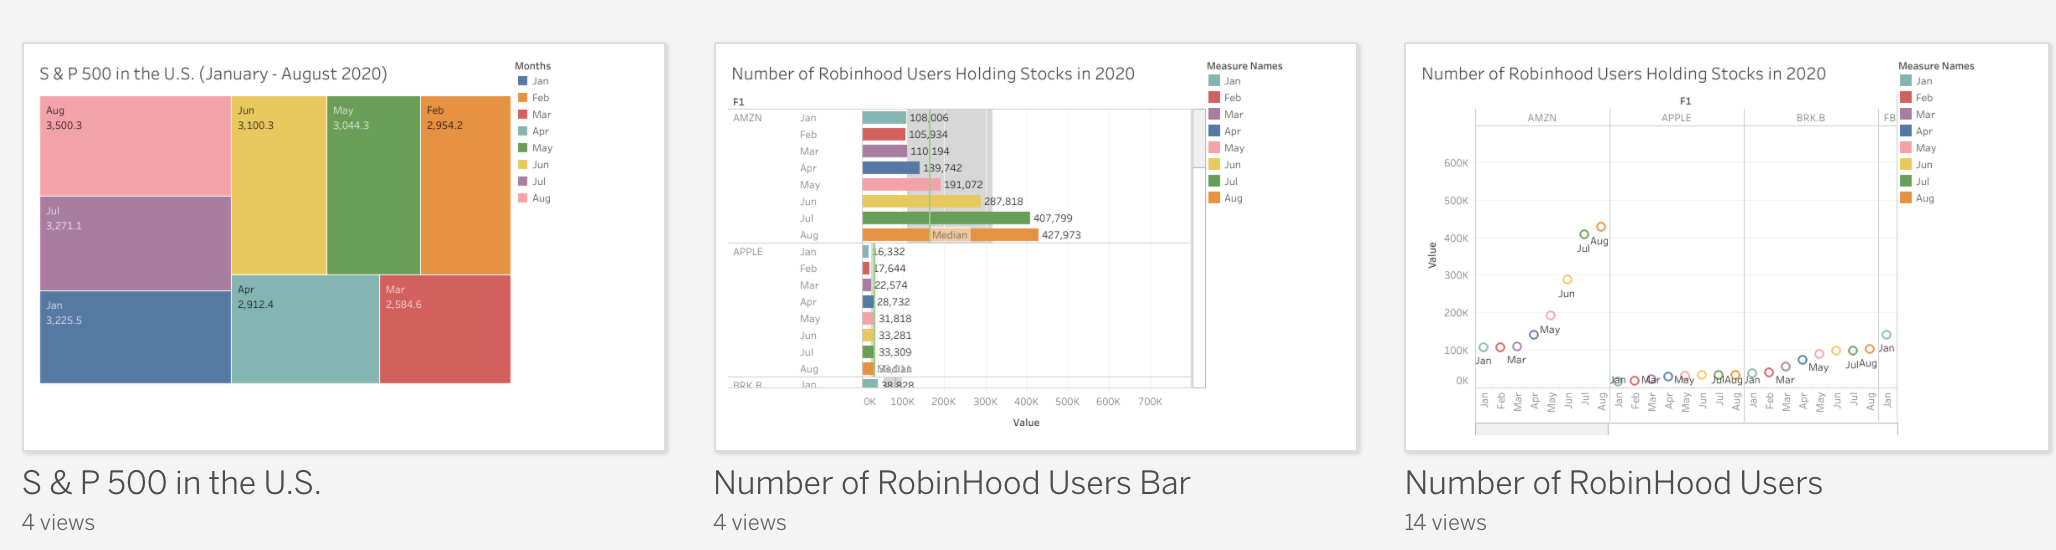 S & P 500 in the U.S. (January - August 2020)
Months
Jan
Feb
Mar
Apr
May
Jun
Jul
Aug
Aug
3,500.3
Jul
3,271.1
Jan
3,225.5
Jun
3,100.3
May
3,044.3
Feb
2,954.2
Apr
2,912.4
Mar
2,584.6
S & P 500 in the U.S.
4 views
Number of Robinhood Users Holding Stocks in 2020
Measure Names
Jan
Feb
Mar
Apr
May
Jun
Jul
Aug
F1
AMZN
Jan 108,006
Feb 105,934
Mar 110,194
Apr 139,742
May 191,072
Jun 287,818
Jul 407,799
Aug Median 427,973
APPLE
Jan 16,332
Feb 17,644
Mar 22,574
Apr 28,732
May 31,818
Jun 33,281
Jul 33,309
Aug
BRK.B Jan 38,828
0K 100K 200K 300K 400K 500K 600K 700K
Value
Number of RobinHood Users Bar
4 views
Number of Robinhood Users Holding Stocks in 2020
Measure Names
Jan
Feb
Mar
Apr
May
Jun
Jul
Aug
F1
AMZN APPLE BRK.B FB
Value
600K
500K
400K
300K
200K
100K
0K
Jan Mar May Jun Jul Aug
Jan Mar May Jul Aug
Jan Mar May Jul Aug
Jan
Jan Feb Mar Apr May Jun Jul Aug Jan Feb Mar Apr May Jun Jul Aug Jan Feb Mar Apr May Jun Jul Aug Jan
Number of RobinHood Users
14 views